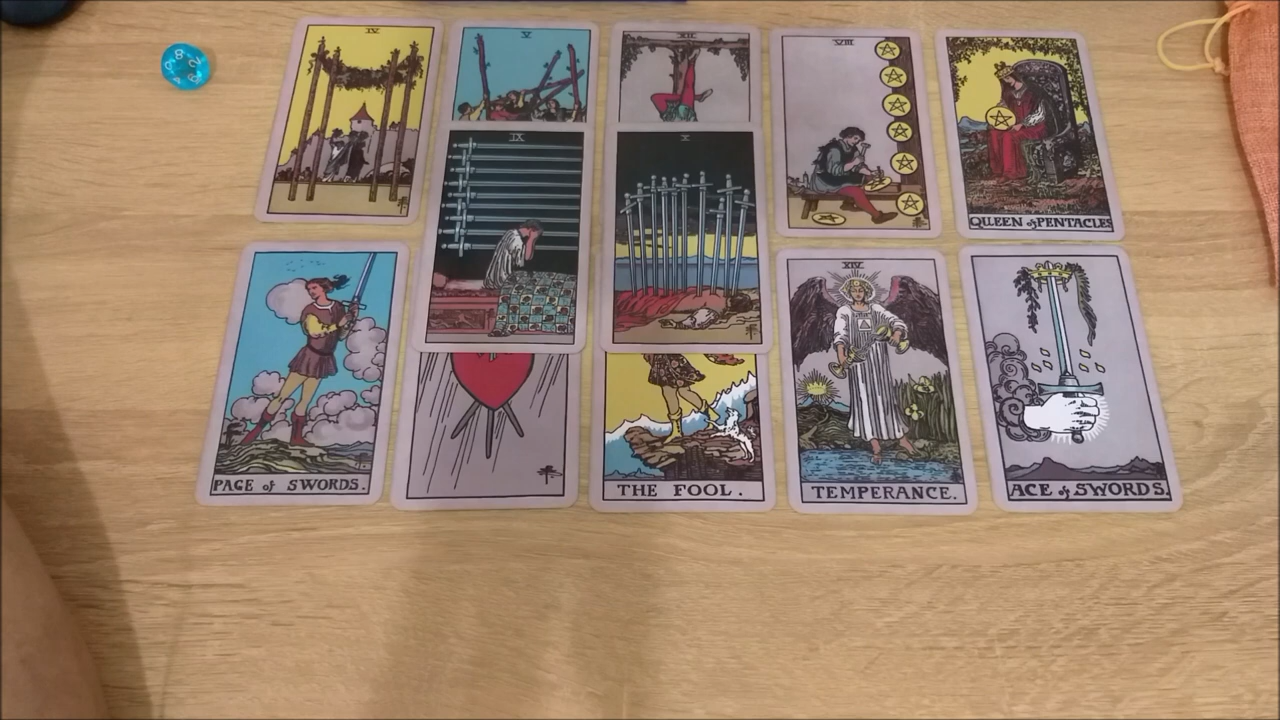 IV
V
XII
VIII
QUEEN of PENTACLES
IX
X
PAGE of SWORDS.
THE FOOL.
XIV
TEMPERANCE.
ACE of SWORDS.